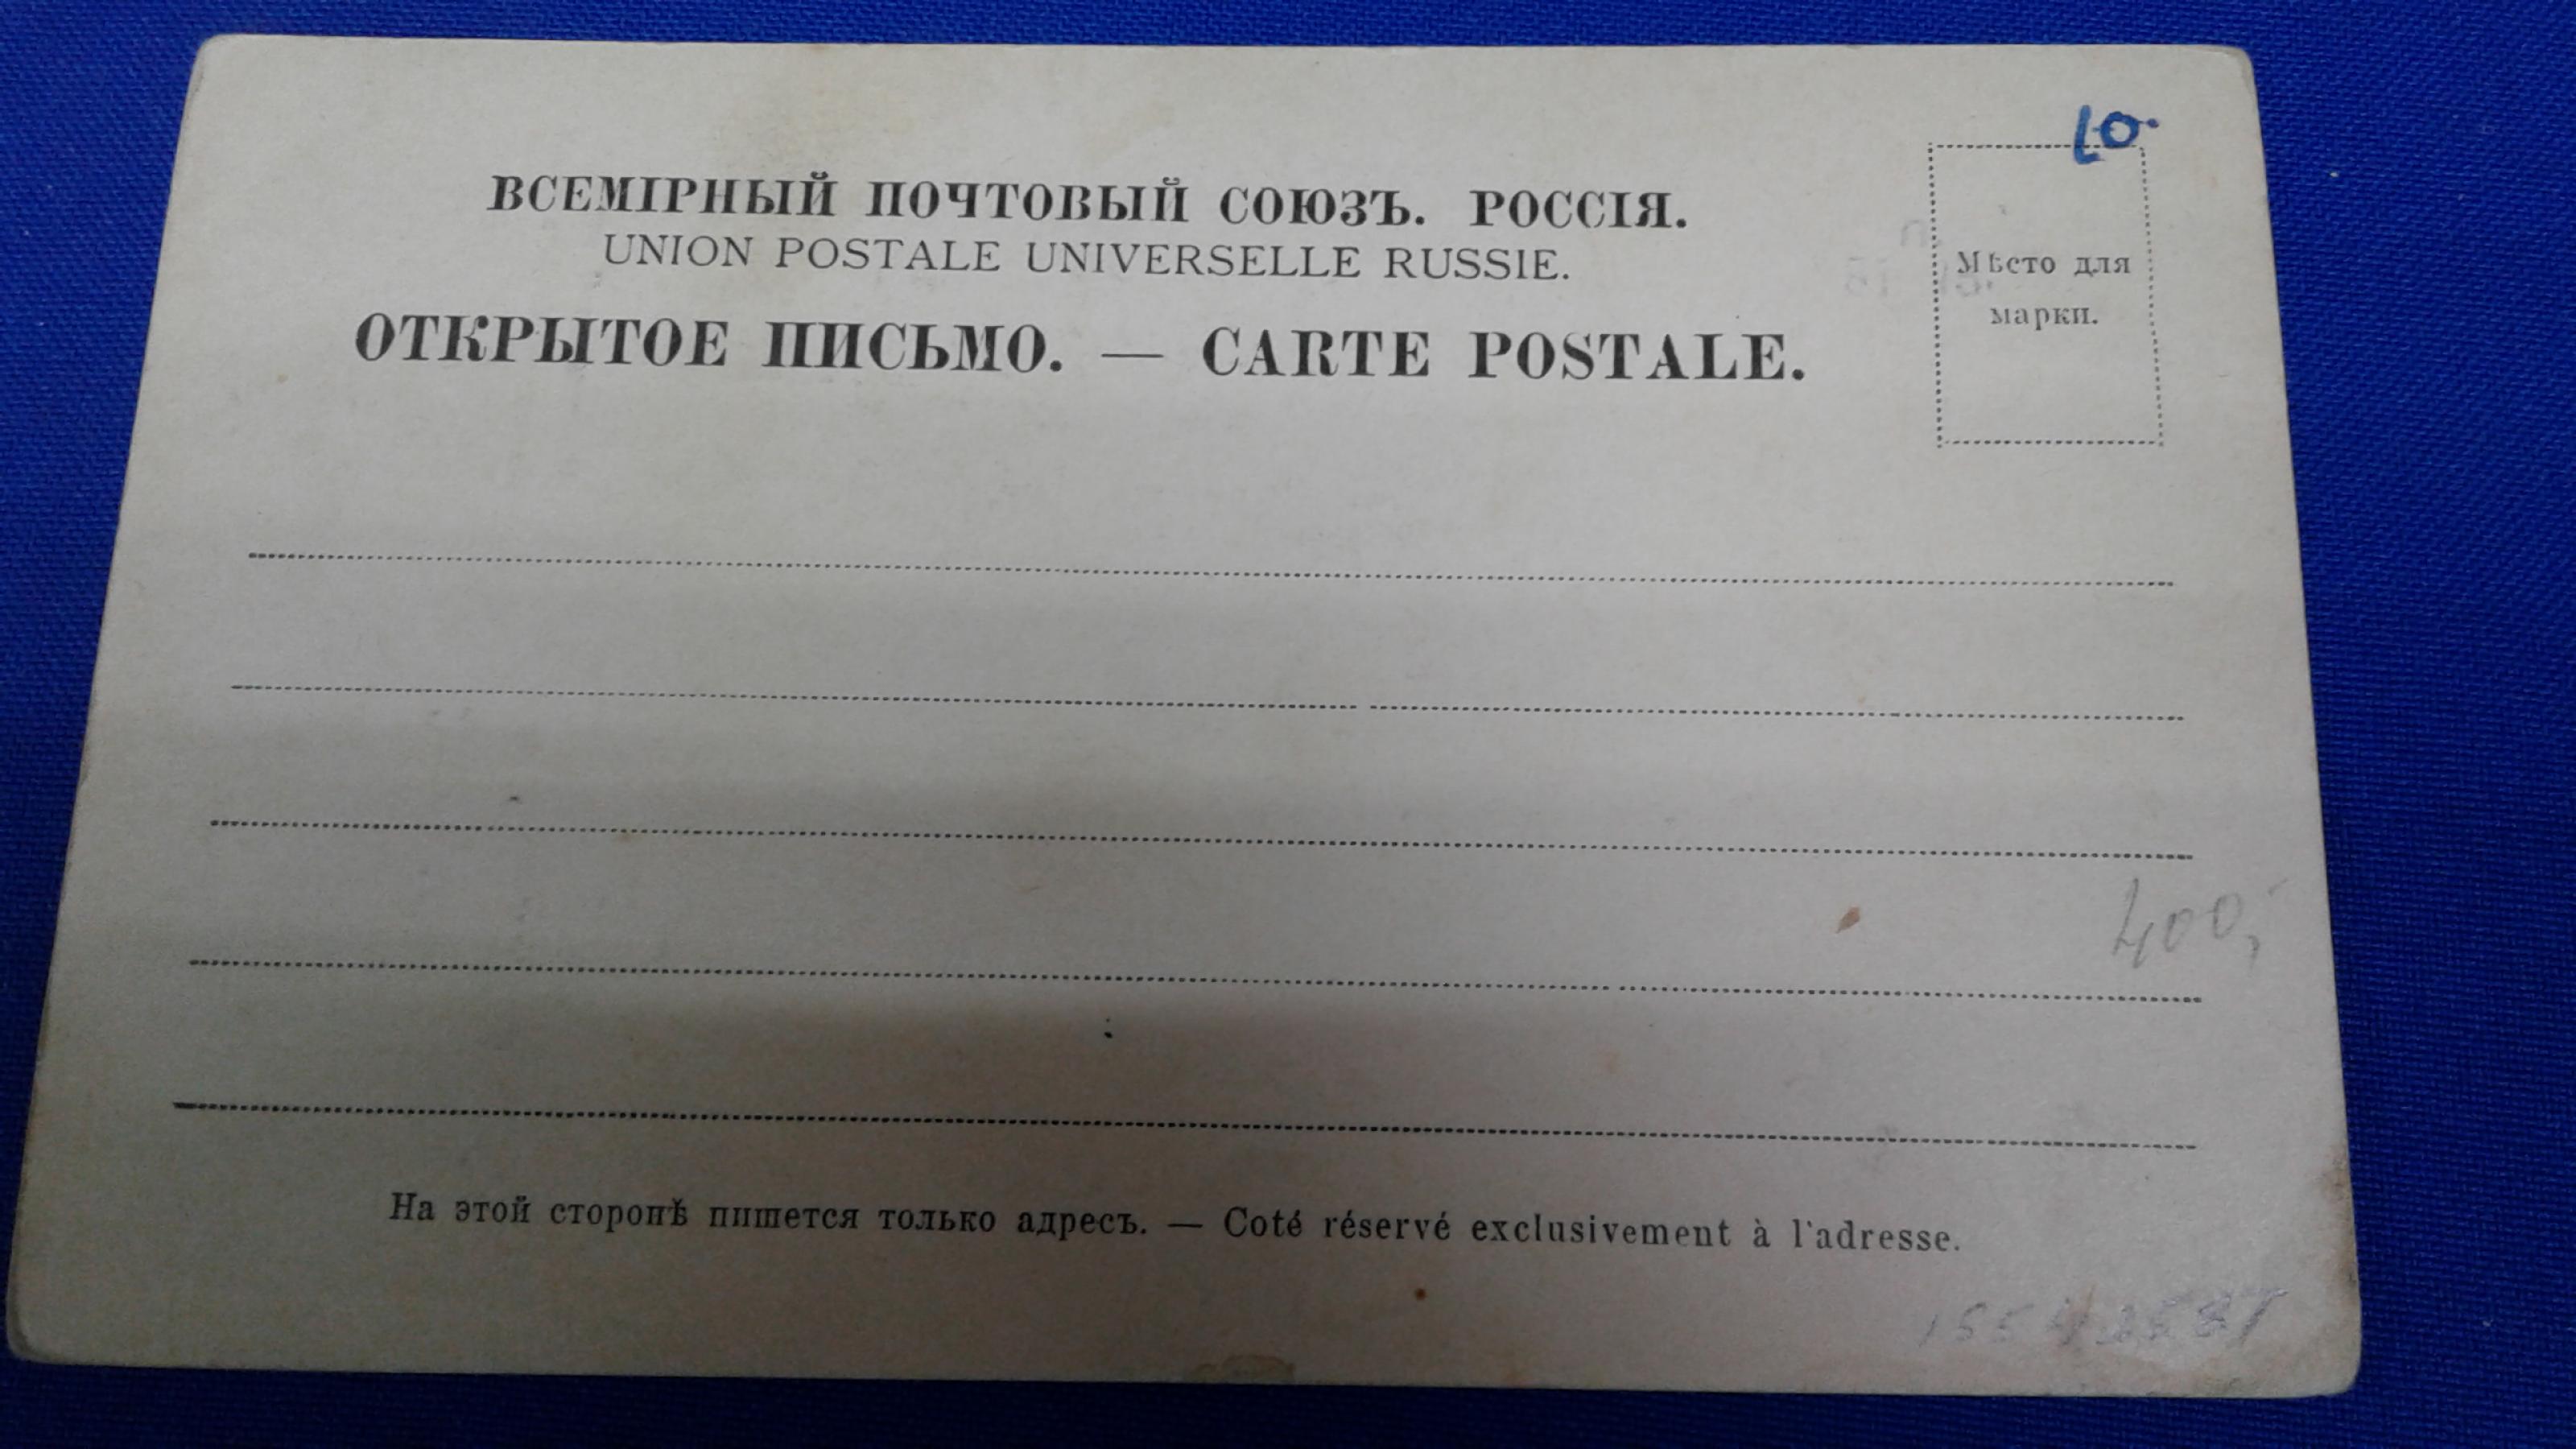 10.
ВСЕМІРНЫЙ ПОЧТОВЫЙ СОЮЗЪ. РОССІЯ.
UNION POSTALE UNIVERSELLE RUSSIE.
Мѣсто для
марки.
ОТКРЫТОЕ ПИСЬМО. — CARTE POSTALE.
400,-
На этой сторонѣ пишется только адресъ. — Coté réservé exclusivement à l'adresse.